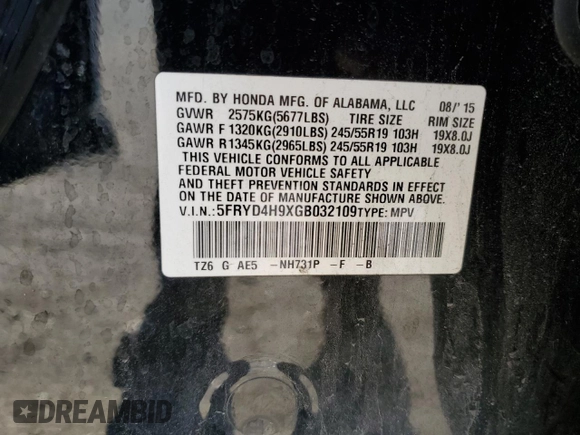 MFD. BY HONDA MFG. OF ALABAMA, LLC 08/'15
GVWR 2575KG(5677LBS) TIRE SIZE RIM SIZE
GAWR F 1320KG(2910LBS) 245/55R19 103H 19X8.0J
GAWR R1345KG(2965LBS) 245/55R19 103H 19X8.0J
THIS VEHICLE CONFORMS TO ALL APPLICABLE
FEDERAL MOTOR VEHICLE SAFETY
AND THEFT PREVENTION STANDARDS IN EFFECT
ON THE DATE OF MANUFACTURE SHOWN ABOVE.
V.I.N.:5FRYD4H9XGB032109TYPE: MPV
TZ6 G AE5 -NH731P -F -B
DREAMBID